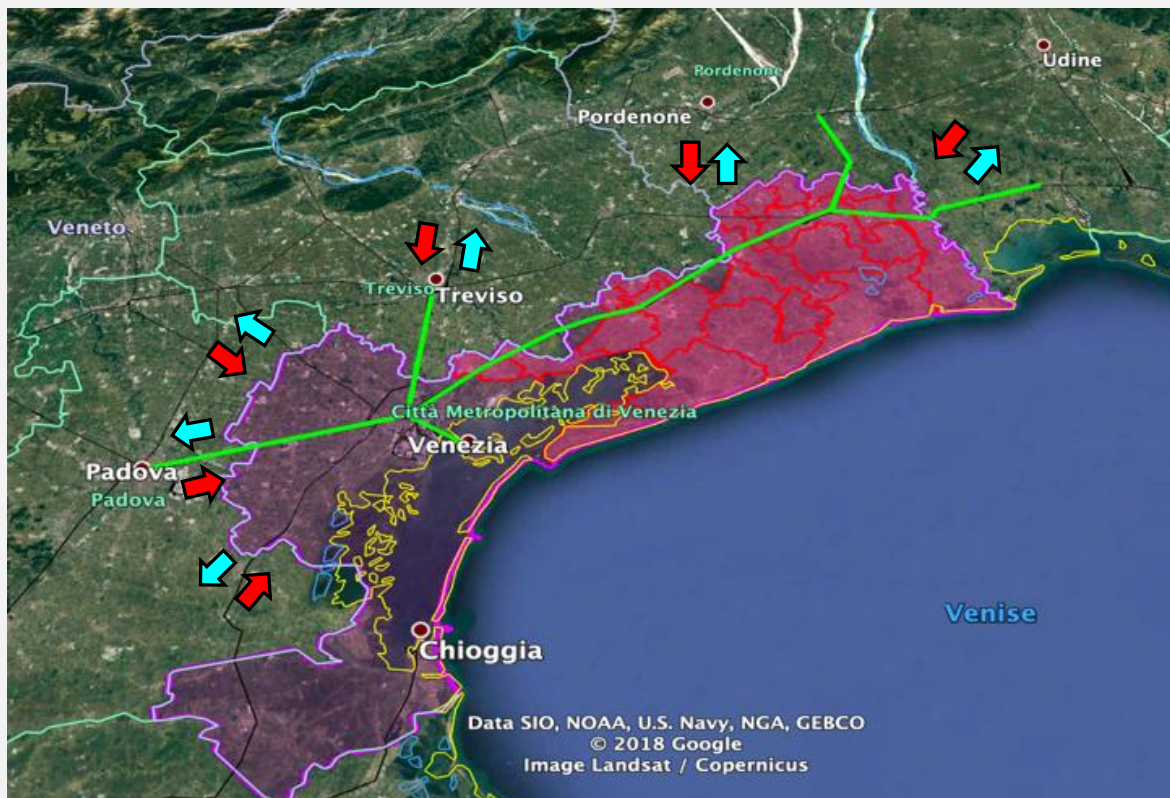 Udine
Pordenone
Pordenone
Veneto
Treviso
Treviso
Città Metropolitana di Venezia
Venezia
Padova
Padova
Venise
Chioggia
Data SIO, NOAA, U.S. Navy, NGA, GEBCO
© 2018 Google
Image Landsat / Copernicus